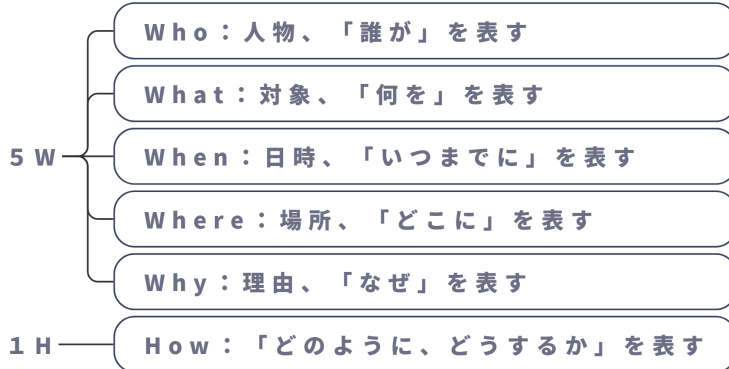 Who：人物、「誰が」を表す
What：対象、「何を」を表す
5W
When：日時、「いつまでに」を表す
Where：場所、「どこに」を表す
Why：理由、「なぜ」を表す
1H
How：「どのように、どうするか」を表す